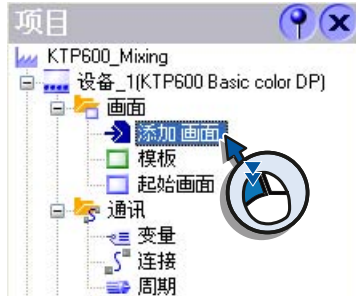 项目
KTP600_Mixing
设备_1(KTP600 Basic color DP)
画面
添加 画面
模板
起始画面
通讯
变量
连接
周期